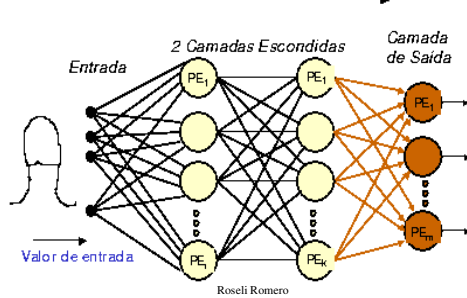 Camada
de Saída
2 Camadas Escondidas
Entrada
PE1
PE1
PE1
PEi
PEk
PEm
Valor de entrada
Roseli Romero